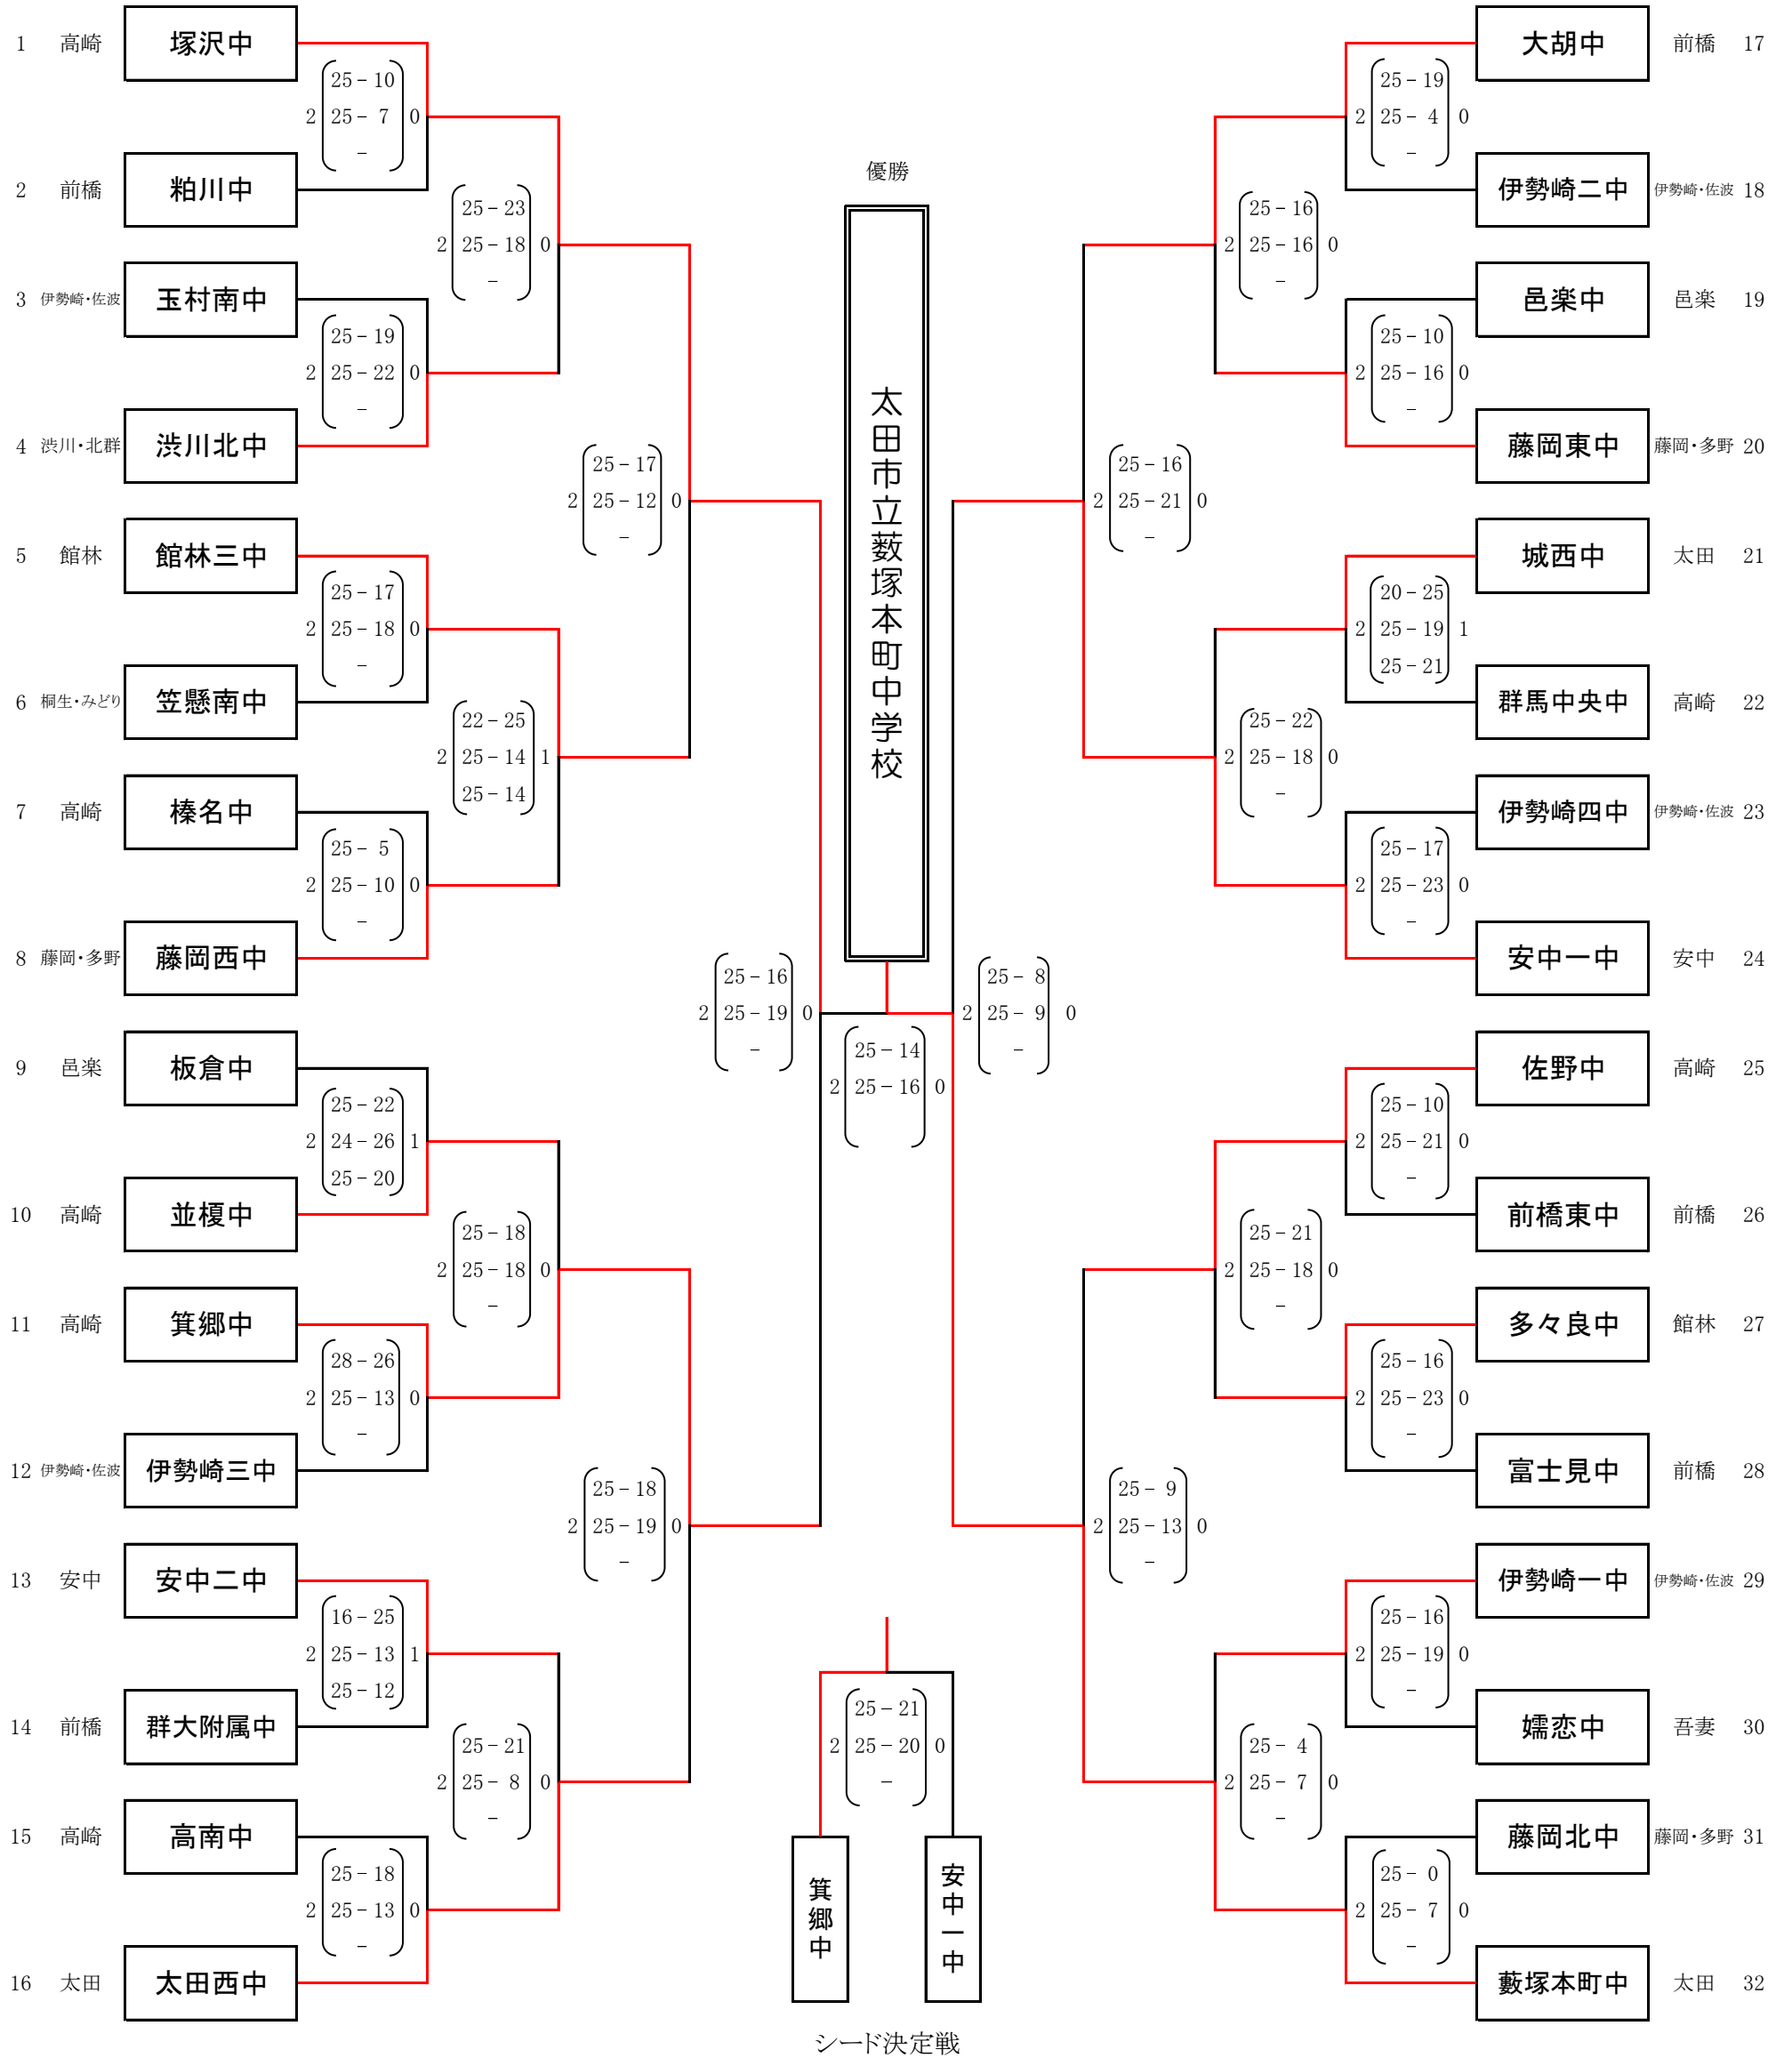 1 高崎 塚沢中
25 - 10
2 25 - 7 0
-
2 前橋 粕川中
25 - 23
2 25 - 18 0
-
3 伊勢崎・佐波 玉村南中
25 - 19
2 25 - 22 0
-
4 渋川・北群 渋川北中
25 - 17
2 25 - 12 0
-
5 館林 館林三中
25 - 17
2 25 - 18 0
-
6 桐生・みどり 笠懸南中
22 - 25
2 25 - 14 1
25 - 14
7 高崎 榛名中
25 - 5
2 25 - 10 0
-
8 藤岡・多野 藤岡西中
25 - 16
2 25 - 19 0
-
9 邑楽 板倉中
25 - 22
2 24 - 26 1
25 - 20
10 高崎 並榎中
25 - 18
2 25 - 18 0
-
11 高崎 箕郷中
28 - 26
2 25 - 13 0
-
12 伊勢崎・佐波 伊勢崎三中
25 - 18
2 25 - 19 0
-
13 安中 安中二中
16 - 25
2 25 - 13 1
25 - 12
14 前橋 群大附属中
25 - 21
2 25 - 8 0
-
15 高崎 高南中
25 - 18
2 25 - 13 0
-
16 太田 太田西中
優勝
太田市立薮塚本町中学校
25 - 14
2 25 - 16 0
25 - 21
2 25 - 20 0
-
箕郷中
安中一中
シード決定戦
大胡中 前橋 17
25 - 19
2 25 - 4 0
-
伊勢崎二中 伊勢崎・佐波 18
25 - 16
2 25 - 16 0
-
邑楽中 邑楽 19
25 - 10
2 25 - 16 0
-
藤岡東中 藤岡・多野 20
25 - 16
2 25 - 21 0
-
城西中 太田 21
20 - 25
2 25 - 19 1
25 - 21
群馬中央中 高崎 22
25 - 22
2 25 - 18 0
-
伊勢崎四中 伊勢崎・佐波 23
25 - 17
2 25 - 23 0
-
安中一中 安中 24
25 - 8
2 25 - 9 0
-
佐野中 高崎 25
25 - 10
2 25 - 21 0
-
前橋東中 前橋 26
25 - 21
2 25 - 18 0
-
多々良中 館林 27
25 - 16
2 25 - 23 0
-
富士見中 前橋 28
25 - 9
2 25 - 13 0
-
伊勢崎一中 伊勢崎・佐波 29
25 - 16
2 25 - 19 0
-
嬬恋中 吾妻 30
25 - 4
2 25 - 7 0
-
藤岡北中 藤岡・多野 31
25 - 0
2 25 - 7 0
-
藪塚本町中 太田 32